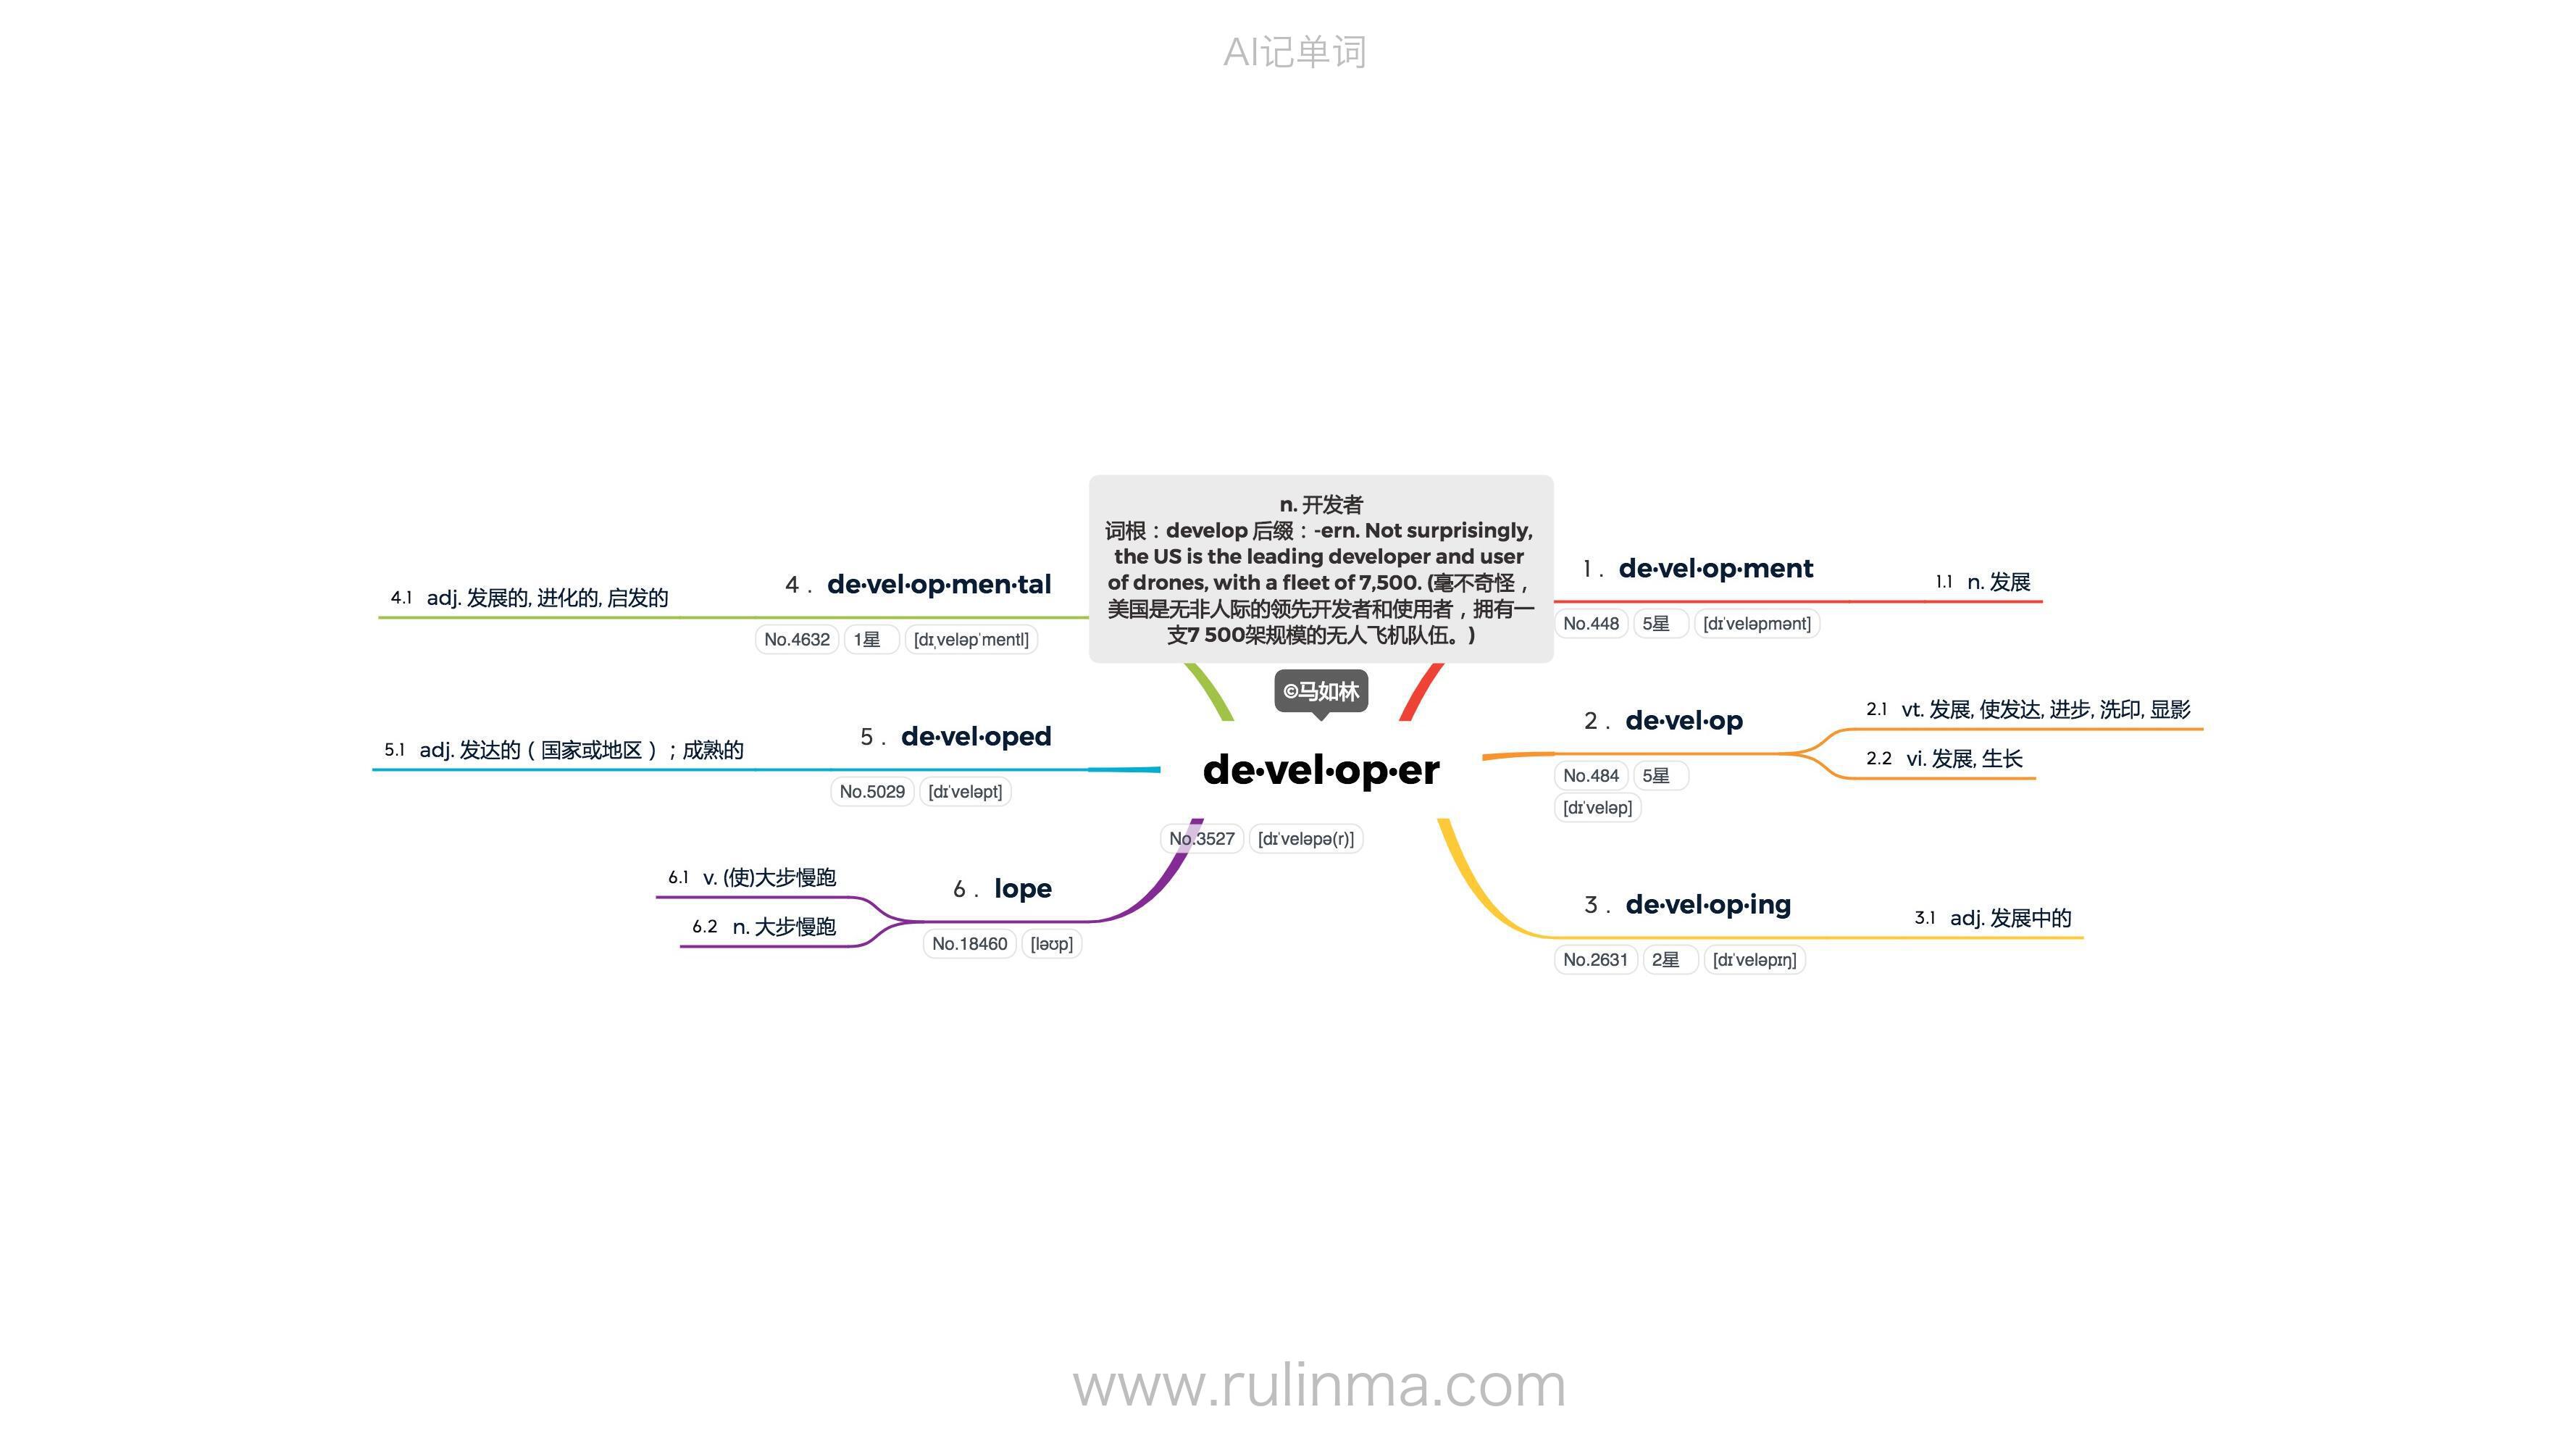 AI记单词
n. 开发者
词根：develop 后缀：-ern. Not surprisingly,
the US is the leading developer and user
of drones, with a fleet of 7,500. (毫不奇怪，
美国是无非人际的领先开发者和使用者，拥有一
支7 500架规模的无人飞机队伍。)
©马如林
de·vel·op·er
No.3527 [dɪˈveləpə(r)]
1. de·vel·op·ment
No.448 5星 [dɪˈveləpmənt]
1.1 n. 发展
2. de·vel·op
No.484 5星
[dɪˈveləp]
2.1 vt. 发展, 使发达, 进步, 洗印, 显影
2.2 vi. 发展, 生长
3. de·vel·op·ing
No.2631 2星 [dɪˈveləpɪŋ]
3.1 adj. 发展中的
4. de·vel·op·men·tal
No.4632 1星 [dɪˌveləpˈmentl]
4.1 adj. 发展的, 进化的, 启发的
5. de·vel·oped
No.5029 [dɪˈveləpt]
5.1 adj. 发达的（国家或地区）；成熟的
6. lope
No.18460 [ləʊp]
6.1 v. (使)大步慢跑
6.2 n. 大步慢跑
www.rulinma.com